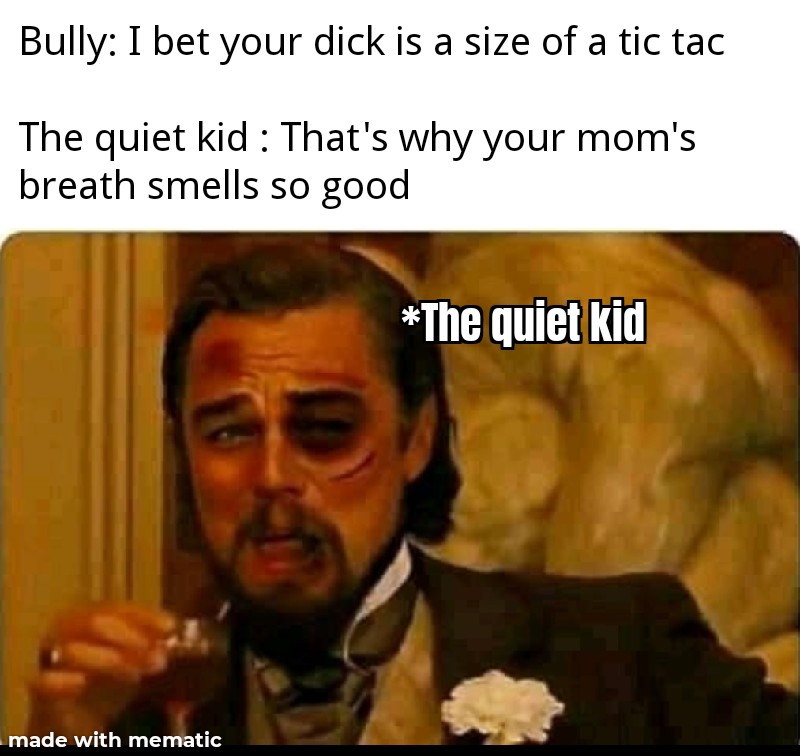 Bully: I bet your dick is a size of a tic tac
The quiet kid : That's why your mom's
breath smells so good
*The quiet kid
made with mematic